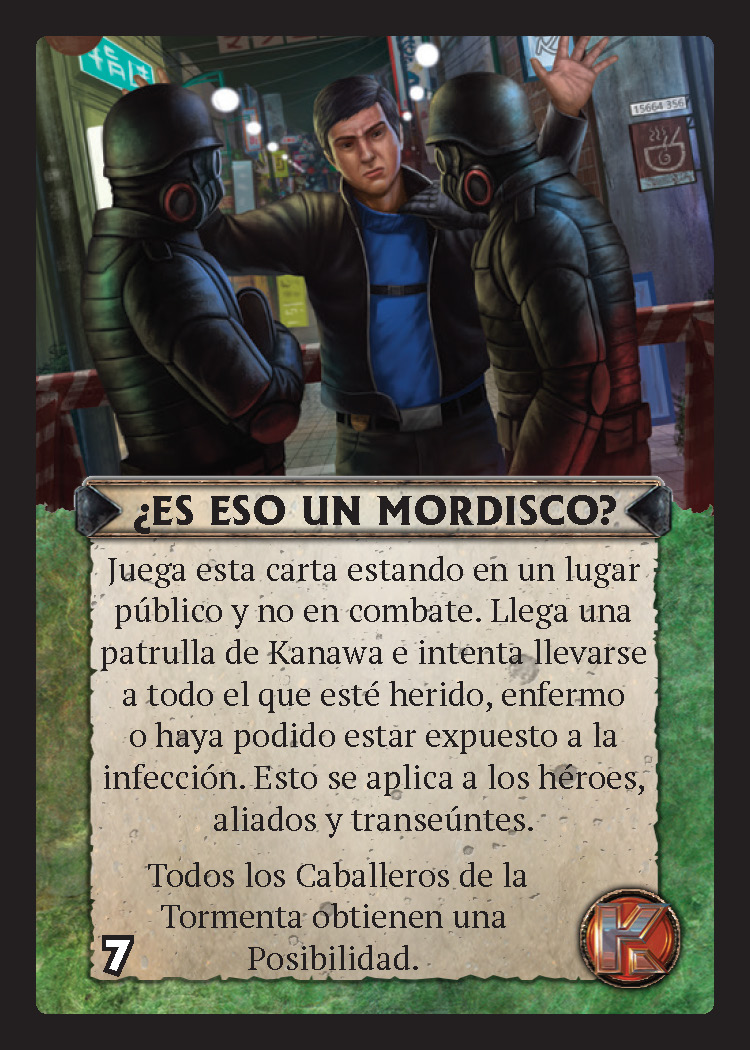 15664 356
¿ES ESO UN MORDISCO?
Juega esta carta estando en un lugar
público y no en combate. Llega una
patrulla de Kanawa e intenta llevarse
a todo el que esté herido, enfermo
o haya podido estar expuesto a la
infección. Esto se aplica a los héroes,
aliados y transeúntes.
Todos los Caballeros de la
Tormenta obtienen una
Posibilidad.
7
K